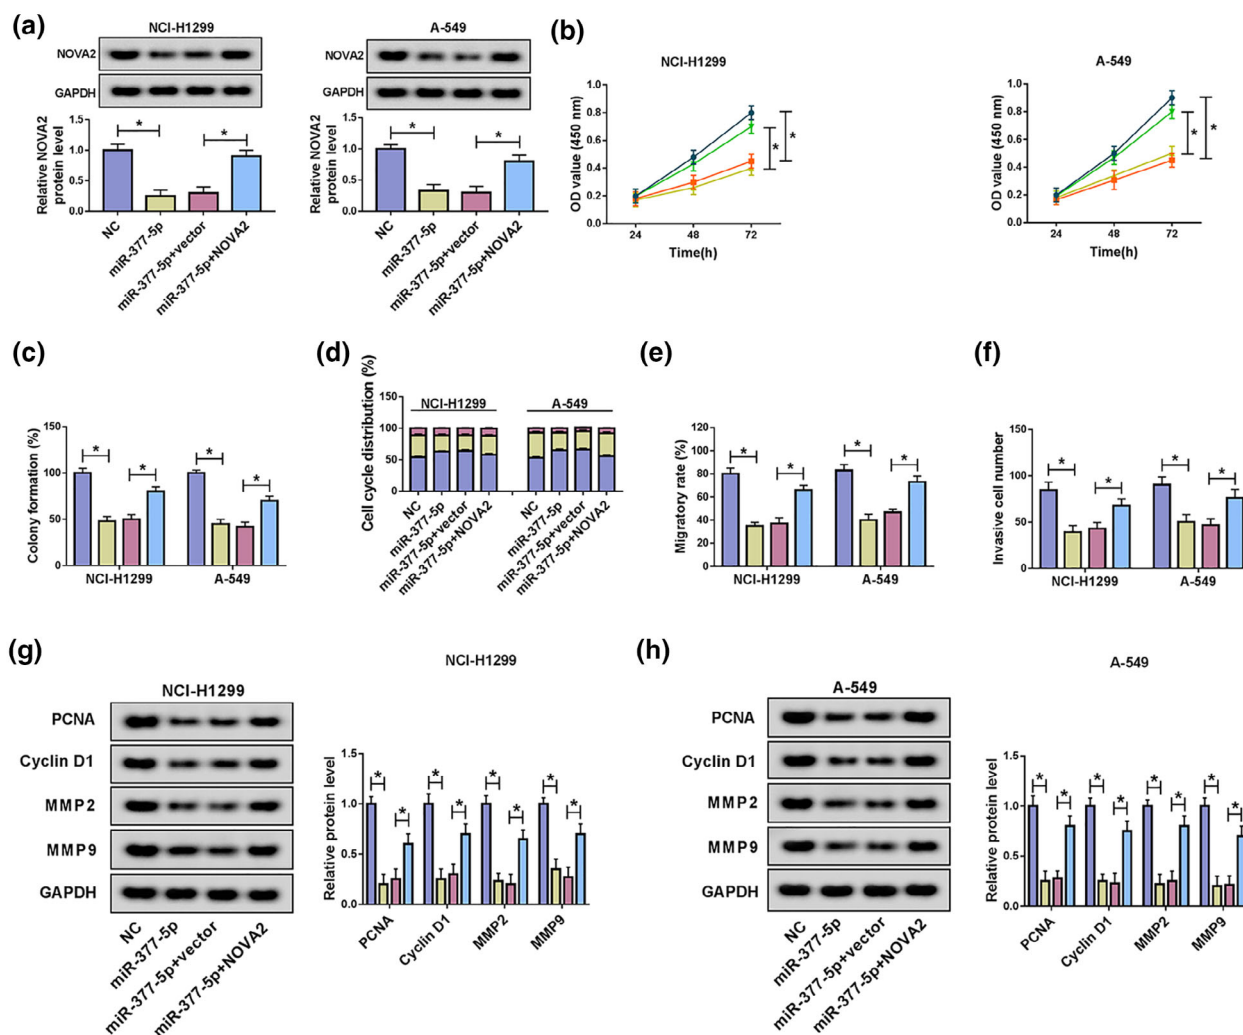 (a)
NCI-H1299
NOVA2
GAPDH
Relative NOVA2
protein level
1.5
1.0
0.5
0.0
*
*
NC
miR-377-5p
miR-377-5p+vector
miR-377-5p+NOVA2
A-549
NOVA2
GAPDH
Relative NOVA2
protein level
1.5
1.0
0.5
0.0
*
*
NC
miR-377-5p
miR-377-5p+vector
miR-377-5p+NOVA2
(b)
NCI-H1299
OD value (450 nm)
1.0
0.8
0.6
0.4
0.2
0.0
24
48
72
Time(h)
*
*
A-549
OD value (450 nm)
1.0
0.8
0.6
0.4
0.2
0.0
24
48
72
Time(h)
*
*
(c)
Colony formation (%)
150
100
50
0
*
*
*
*
NCI-H1299
A-549
(d)
Cell cycle distribution (%)
150
100
50
0
NCI-H1299
A-549
NC
miR-377-5p
miR-377-5p+vector
miR-377-5p+NOVA2
NC
miR-377-5p
miR-377-5p+vector
miR-377-5p+NOVA2
(e)
Migratory rate (%)
120
100
80
60
40
20
0
*
*
*
*
NCI-H1299
A-549
(f)
Invasive cell number
150
100
50
0
*
*
*
*
NCI-H1299
A-549
(g)
NCI-H1299
NCI-H1299
PCNA
Cyclin D1
MMP2
MMP9
GAPDH
NC
miR-377-5p
miR-377-5p+vector
miR-377-5p+NOVA2
Relative protein level
1.5
1.0
0.5
0.0
*
*
*
*
*
*
*
*
PCNA
Cyclin D1
MMP2
MMP9
(h)
A-549
A-549
PCNA
Cyclin D1
MMP2
MMP9
GAPDH
NC
miR-377-5p
miR-377-5p+vector
miR-377-5p+NOVA2
Relative protein level
1.5
1.0
0.5
0.0
*
*
*
*
*
*
*
*
PCNA
Cyclin D1
MMP2
MMP9